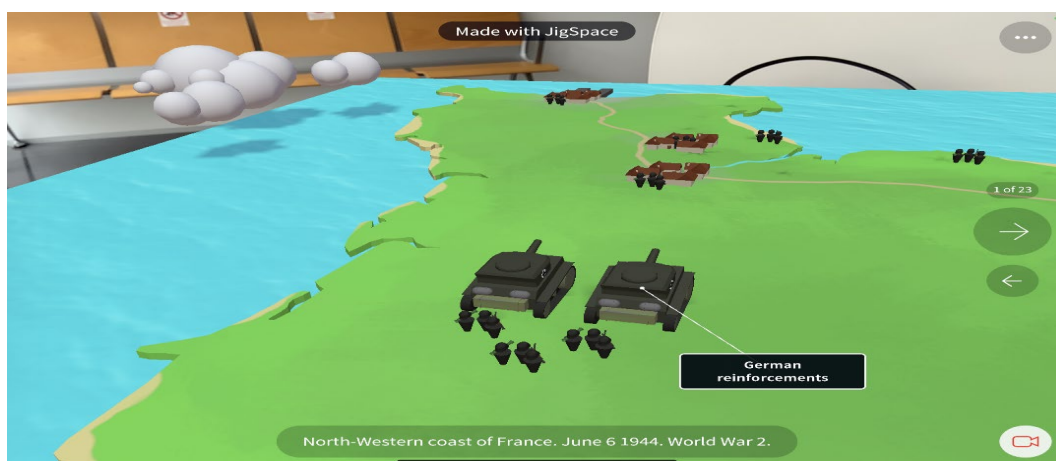 Made with JigSpace
1 of 23
German
reinforcements
North-Western coast of France. June 6 1944. World War 2.